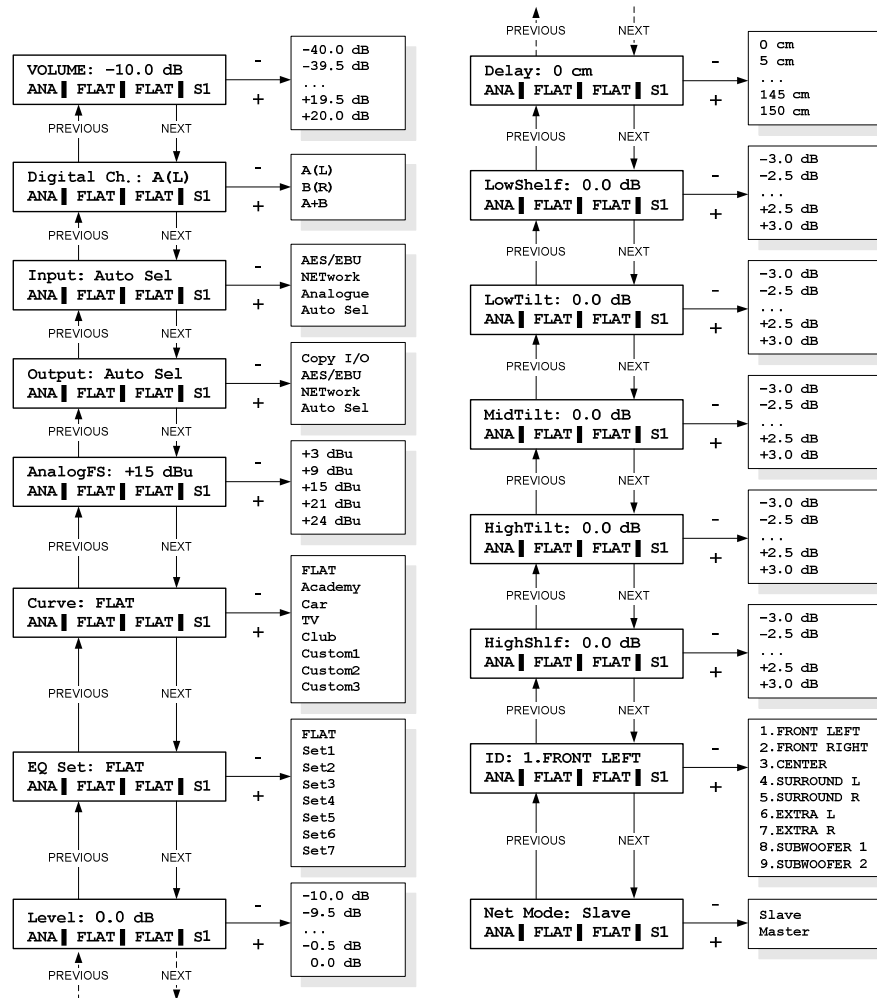 VOLUME: -10.0 dB
ANA FLAT FLAT S1
-
+
-40.0 dB
-39.5 dB
...
+19.5 dB
+20.0 dB
PREVIOUS
NEXT
Digital Ch.: A(L)
ANA FLAT FLAT S1
-
+
A(L)
B(R)
A+B
PREVIOUS
NEXT
Input: Auto Sel
ANA FLAT FLAT S1
-
+
AES/EBU
NETwork
Analogue
Auto Sel
PREVIOUS
NEXT
Output: Auto Sel
ANA FLAT FLAT S1
-
+
Copy I/O
AES/EBU
NETwork
Auto Sel
PREVIOUS
NEXT
AnalogFS: +15 dBu
ANA FLAT FLAT S1
-
+
+3 dBu
+9 dBu
+15 dBu
+21 dBu
+24 dBu
PREVIOUS
NEXT
Curve: FLAT
ANA FLAT FLAT S1
-
+
FLAT
Academy
Car
TV
Club
Custom1
Custom2
Custom3
PREVIOUS
NEXT
EQ Set: FLAT
ANA FLAT FLAT S1
-
+
FLAT
Set1
Set2
Set3
Set4
Set5
Set6
Set7
PREVIOUS
NEXT
Level: 0.0 dB
ANA FLAT FLAT S1
-
+
-10.0 dB
-9.5 dB
...
-0.5 dB
0.0 dB
PREVIOUS
NEXT
PREVIOUS
NEXT
Delay: 0 cm
ANA FLAT FLAT S1
-
+
0 cm
5 cm
...
145 cm
150 cm
PREVIOUS
NEXT
LowShelf: 0.0 dB
ANA FLAT FLAT S1
-
+
-3.0 dB
-2.5 dB
...
+2.5 dB
+3.0 dB
PREVIOUS
NEXT
LowTilt: 0.0 dB
ANA FLAT FLAT S1
-
+
-3.0 dB
-2.5 dB
...
+2.5 dB
+3.0 dB
PREVIOUS
NEXT
MidTilt: 0.0 dB
ANA FLAT FLAT S1
-
+
-3.0 dB
-2.5 dB
...
+2.5 dB
+3.0 dB
PREVIOUS
NEXT
HighTilt: 0.0 dB
ANA FLAT FLAT S1
-
+
-3.0 dB
-2.5 dB
...
+2.5 dB
+3.0 dB
PREVIOUS
NEXT
HighShlf: 0.0 dB
ANA FLAT FLAT S1
-
+
-3.0 dB
-2.5 dB
...
+2.5 dB
+3.0 dB
PREVIOUS
NEXT
ID: 1.FRONT LEFT
ANA FLAT FLAT S1
-
+
1.FRONT LEFT
2.FRONT RIGHT
3.CENTER
4.SURROUND L
5.SURROUND R
6.EXTRA L
7.EXTRA R
8.SUBWOOFER 1
9.SUBWOOFER 2
PREVIOUS
NEXT
Net Mode: Slave
ANA FLAT FLAT S1
-
+
Slave
Master